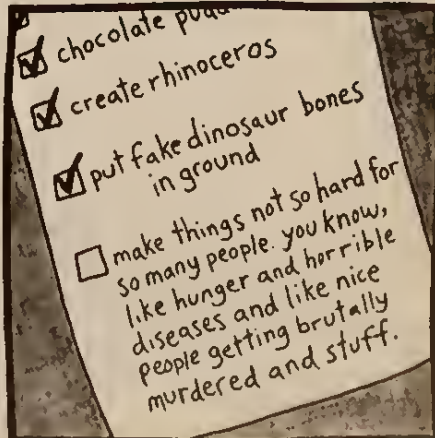 chocolate
create rhinoceros
put fake dinosaur bones
in ground
make things not so hard for
so many people. you know,
like hunger and horrible
diseases and like nice
people getting brutally
murdered and stuff.